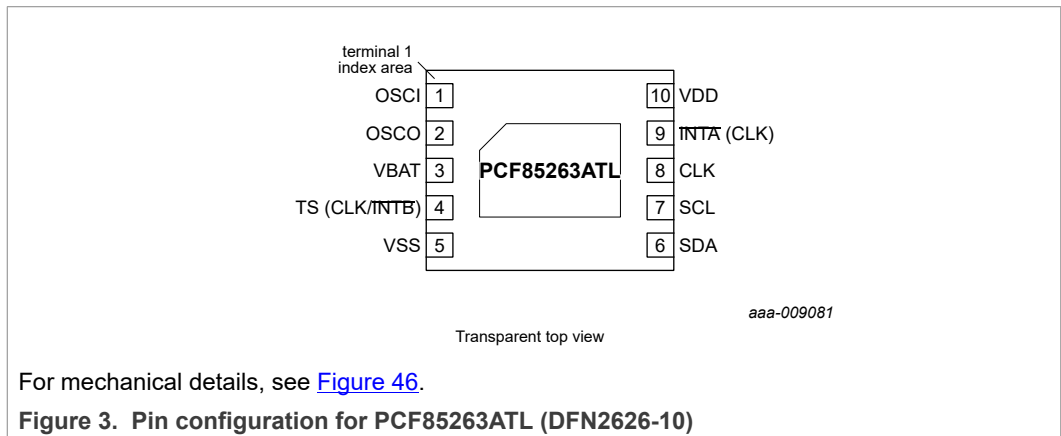 terminal 1
index area
OSCI 1
OSCO 2
VBAT 3
TS (CLK/INTB) 4
VSS 5
PCF85263ATL
10 VDD
9 INTA (CLK)
8 CLK
7 SCL
6 SDA
aaa-009081
Transparent top view
For mechanical details, see Figure 46.
Figure 3. Pin configuration for PCF85263ATL (DFN2626-10)